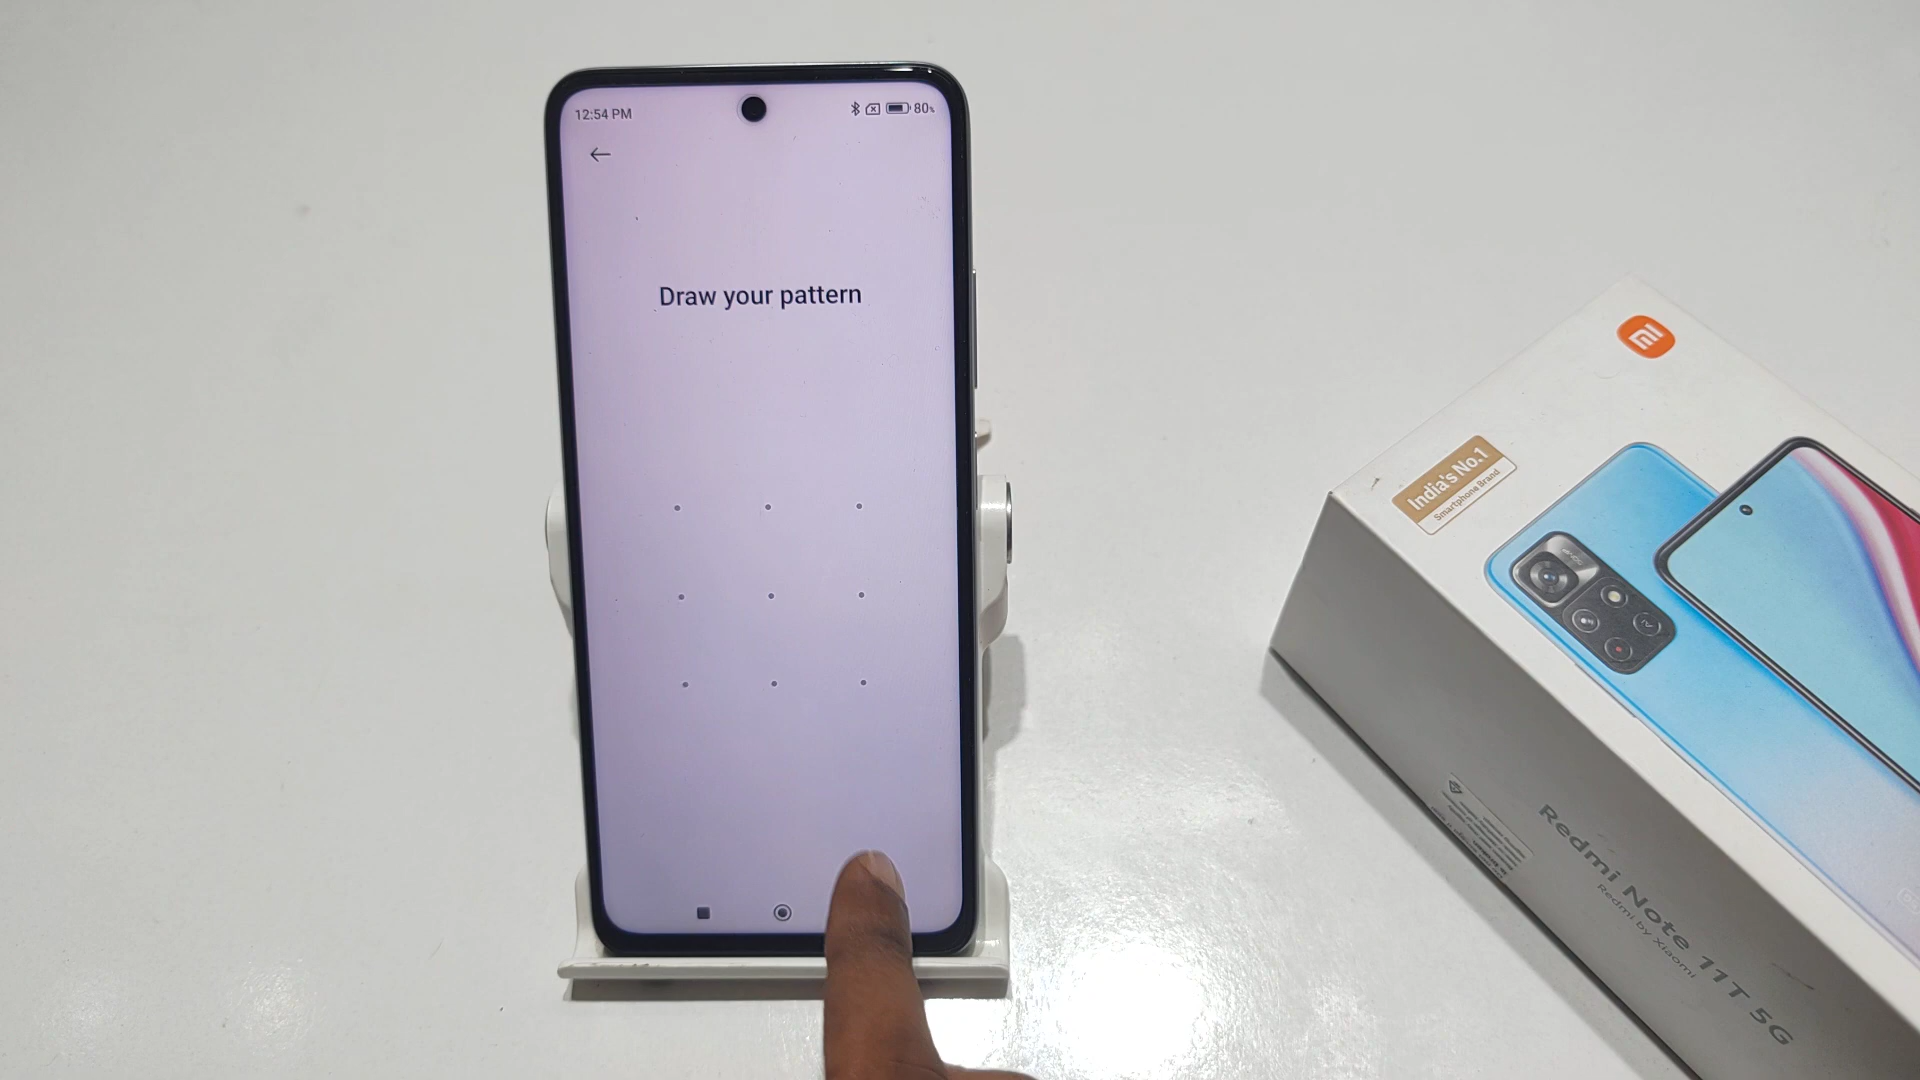 12:54 PM
80%
Draw your pattern
mi
India's No.1
Smartphone Brand
Redmi Note 11T 5G
Redmi by Xiaomi